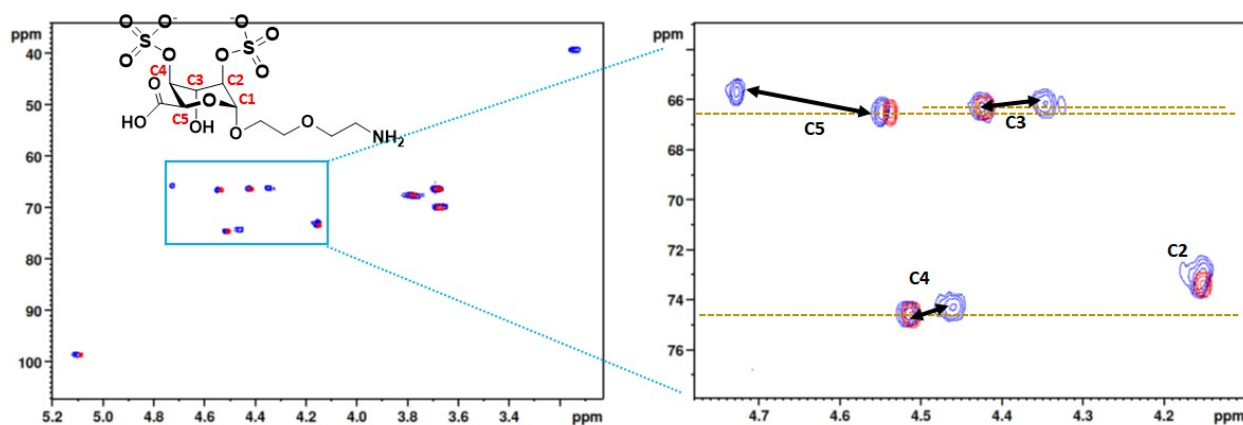 ppm
40
50
60
70
80
90
100
5.2 5.0 4.8 4.6 4.4 4.2 4.0 3.8 3.6 3.4 ppm
O O⁻ ⁻O O
S S
O O O O
O O
C4 C3 C2
O C1
O
HO C5 OH
O O NH₂
ppm
66
68
70
72
74
76
4.7 4.6 4.5 4.4 4.3 4.2 ppm
C5
C3
C2
C4